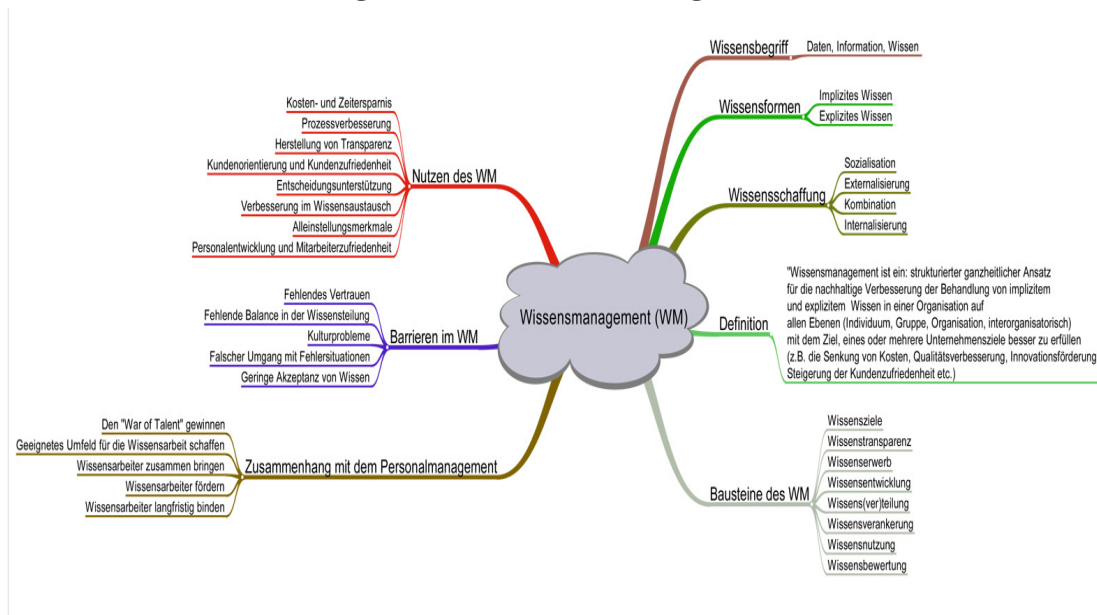 Wissensmanagement (WM)
Wissensbegriff
Daten, Information, Wissen
Wissensformen
Implizites Wissen
Explizites Wissen
Wissensschaffung
Sozialisation
Externalisierung
Kombination
Internalisierung
Definition
"Wissensmanagement ist ein: strukturierter ganzheitlicher Ansatz
für die nachhaltige Verbesserung der Behandlung von implizitem
und explizitem Wissen in einer Organisation auf
allen Ebenen (Individuum, Gruppe, Organisation, interorganisatorisch)
mit dem Ziel, eines oder mehrere Unternehmensziele besser zu erfüllen
(z.B. die Senkung von Kosten, Qualitätsverbesserung, Innovationsförderung
Steigerung der Kundenzufriedenheit etc.)
Bausteine des WM
Wissensziele
Wissenstransparenz
Wissenserwerb
Wissensentwicklung
Wissens(ver)teilung
Wissensverankerung
Wissensnutzung
Wissensbewertung
Nutzen des WM
Kosten- und Zeitersparnis
Prozessverbesserung
Herstellung von Transparenz
Kundenorientierung und Kundenzufriedenheit
Entscheidungsunterstützung
Verbesserung im Wissensaustausch
Alleinstellungsmerkmale
Personalentwicklung und Mitarbeiterzufriedenheit
Barrieren im WM
Fehlendes Vertrauen
Fehlende Balance in der Wissensteilung
Kulturprobleme
Falscher Umgang mit Fehlersituationen
Geringe Akzeptanz von Wissen
Zusammenhang mit dem Personalmanagement
Den "War of Talent" gewinnen
Geeignetes Umfeld für die Wissensarbeit schaffen
Wissensarbeiter zusammen bringen
Wissensarbeiter fördern
Wissensarbeiter langfristig binden